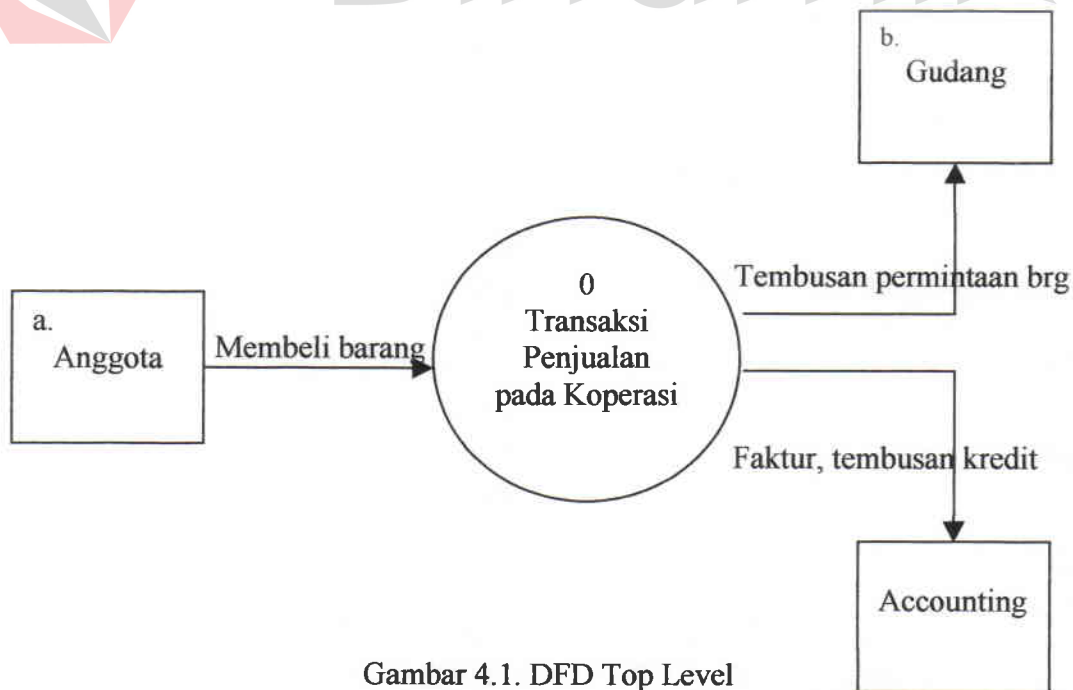 b.
Gudang
a.
Anggota
Membeli barang
0
Transaksi
Penjualan
pada Koperasi
Tembusan permintaan brg
Faktur, tembusan kredit
Accounting
Gambar 4.1. DFD Top Level